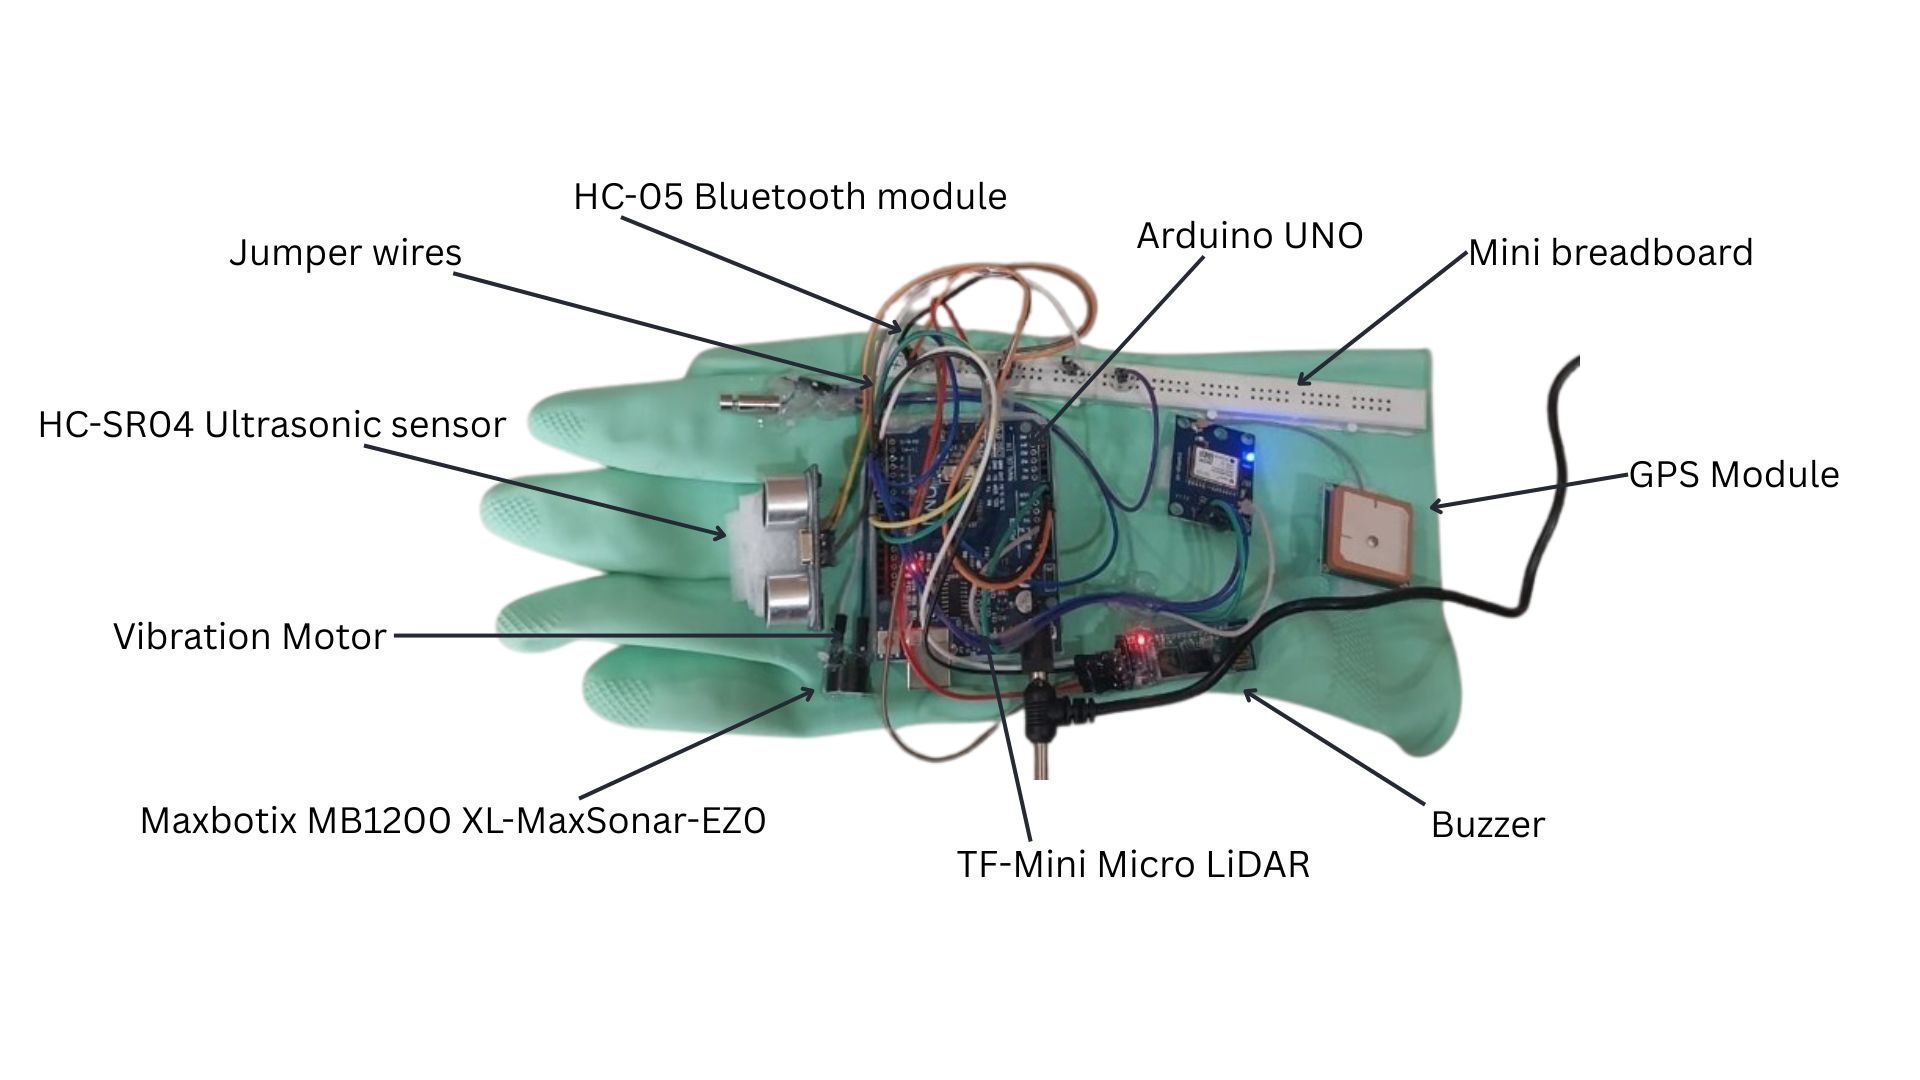 HC-05 Bluetooth module
Arduino UNO
Jumper wires
Mini breadboard
HC-SR04 Ultrasonic sensor
GPS Module
Vibration Motor
Maxbotix MB1200 XL-MaxSonar-EZ0
Buzzer
TF-Mini Micro LiDAR